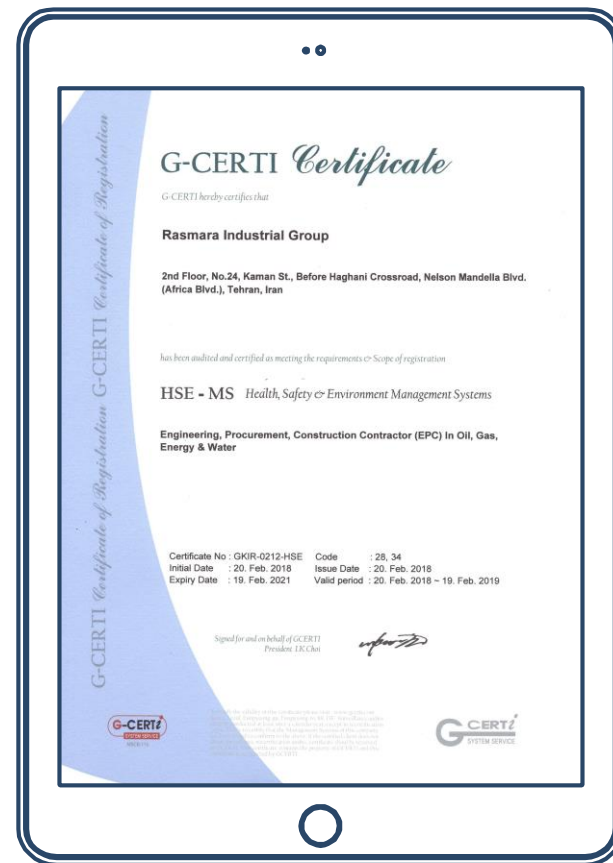 G-CERTI Certificate of Registration G-CERTI Certificate of Registration
G-CERTI Certificate
G-CERTI hereby certifies that
Rasmara Industrial Group
2nd Floor, No.24, Kaman St., Before Haghani Crossroad, Nelson Mandella Blvd.
(Africa Blvd.), Tehran, Iran
has been audited and certified as meeting the requirements & Scope of registration
HSE - MS Health, Safety & Environment Management Systems
Engineering, Procurement, Construction Contractor (EPC) In Oil, Gas,
Energy & Water
Certificate No : GKIR-0212-HSE Code : 28, 34
Initial Date : 20. Feb. 2018 Issue Date : 20. Feb. 2018
Expiry Date : 19. Feb. 2021 Valid period : 20. Feb. 2018 ~ 19. Feb. 2019
Signed for and on behalf of GCERTI
President I.K Choi
G-CERTi
SYSTEM SERVICE
G CERTi
SYSTEM SERVICE